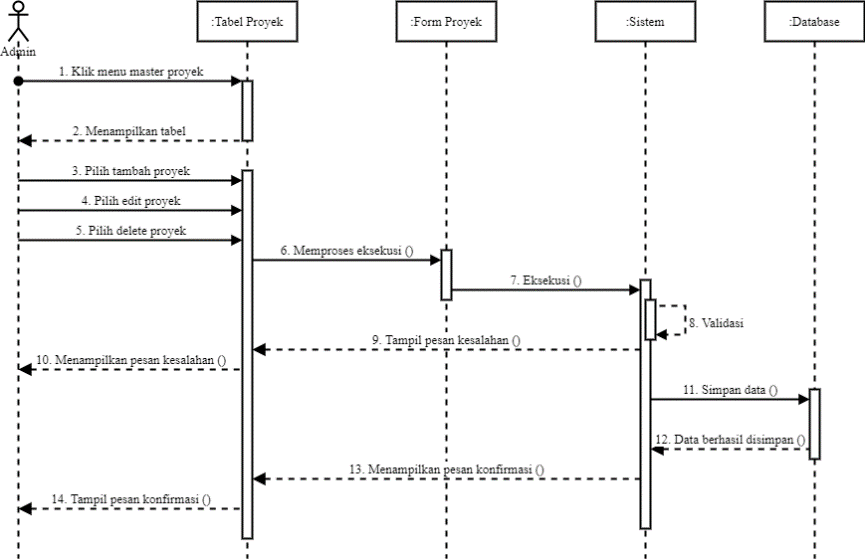 :Tabel Proyek
:Form Proyek
:Sistem
:Database
Admin
1. Klik menu master proyek
2. Menampilkan tabel
3. Pilih tambah proyek
4. Pilih edit proyek
5. Pilih delete proyek
6. Memproses eksekusi ()
7. Eksekusi ()
8. Validasi
9. Tampil pesan kesalahan ()
10. Menampilkan pesan kesalahan ()
11. Simpan data ()
12. Data berhasil disimpan ()
13. Menampilkan pesan konfirmasi ()
14. Tampil pesan konfirmasi ()